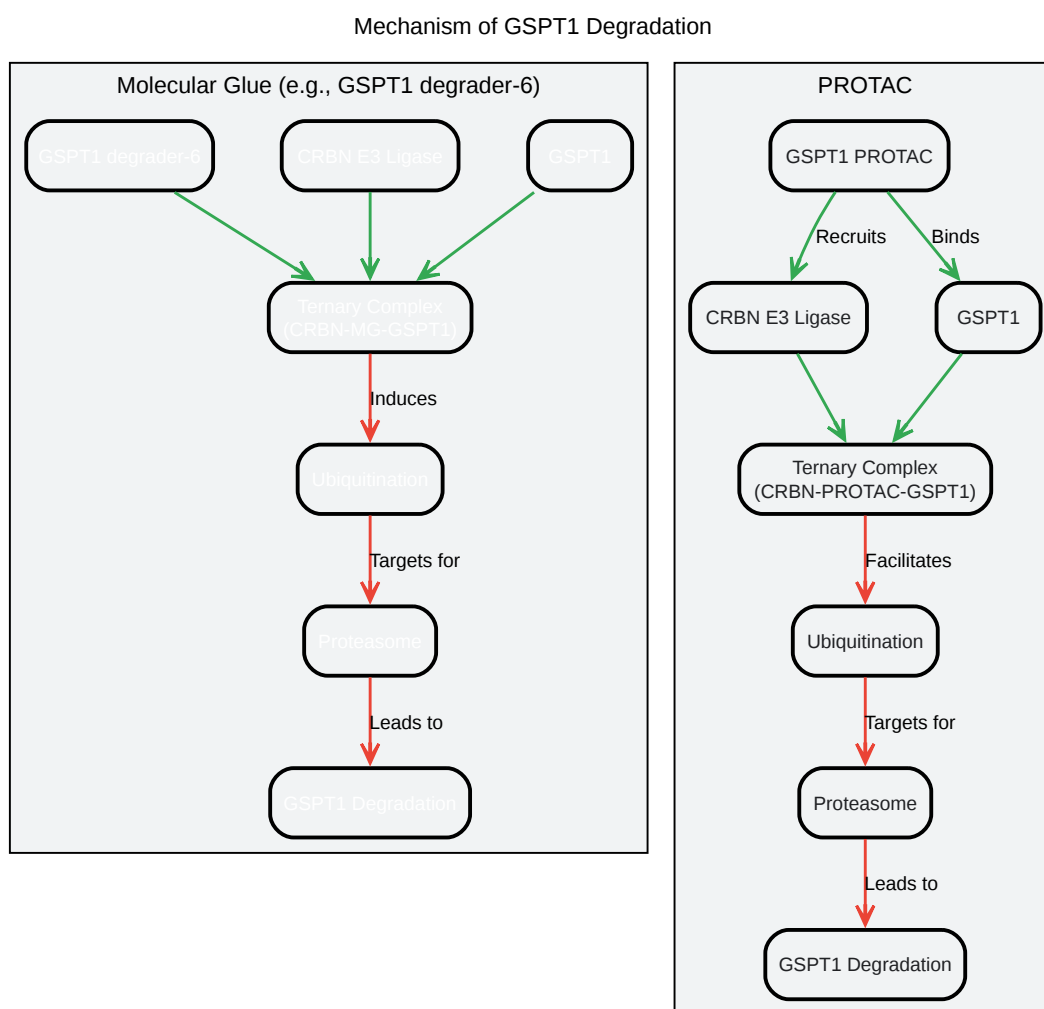 Mechanism of GSPT1 Degradation
Molecular Glue (e.g., GSPT1 degrader-6)
GSPT1 degrader-6
CRBN E3 Ligase
GSPT1
Ternary Complex
(CRBN-MG-GSPT1)
Induces
Ubiquitination
Targets for
Proteasome
Leads to
GSPT1 Degradation
PROTAC
GSPT1 PROTAC
Recruits
Binds
CRBN E3 Ligase
GSPT1
Ternary Complex
(CRBN-PROTAC-GSPT1)
Facilitates
Ubiquitination
Targets for
Proteasome
Leads to
GSPT1 Degradation